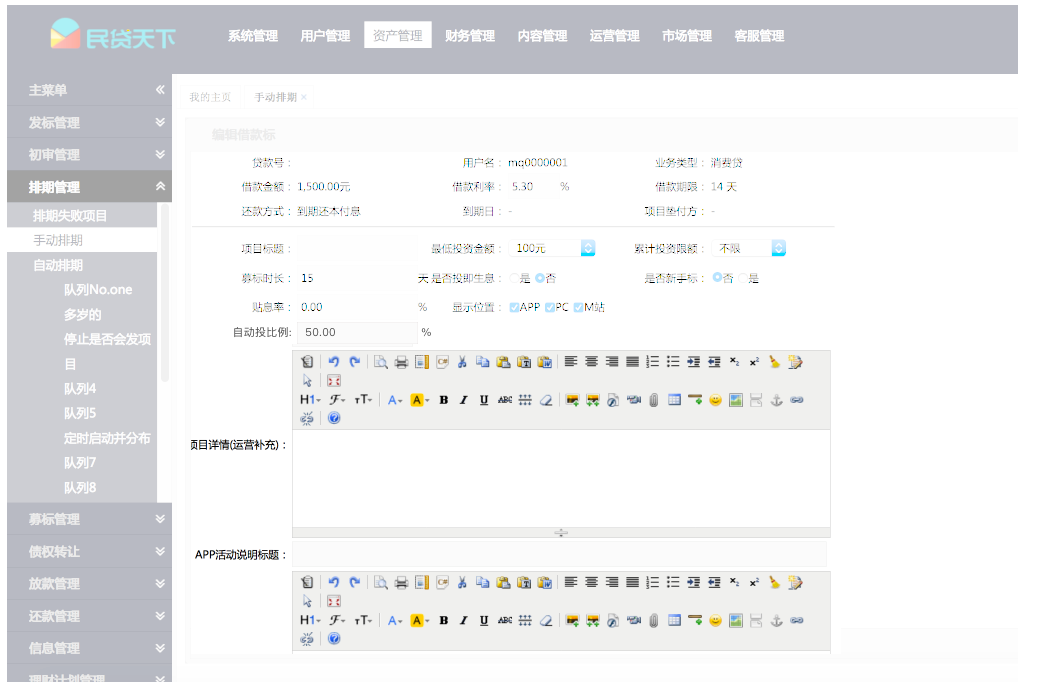 民贷天下
系统管理 用户管理 资产管理 财务管理 内容管理 运营管理 市场管理 客服管理
主菜单
发标管理
初审管理
排期管理
排期失败项目
手动排期
自动排期
队列No.one
多岁的
停止是否会发项
目
队列4
队列5
定时启动并分布
队列7
队列8
募标管理
债权转让
放款管理
还款管理
信息管理
理财计划管理
我的主页 手动排期 ×
编辑借款标
贷款号： 用户名： mq0000001 业务类型： 消费贷
借款金额： 1,500.00元 借款利率： 5.30 % 借款期限： 14 天
还款方式： 到期还本付息 到期日： - 项目垫付方： -
项目标题： 最低投资金额： 100元 累计投资限额： 不限
募标时长： 15 天 是否投即生息： 是 否 是否新手标： 否 是
贴息率： 0.00 % 显示位置： APP PC M站
自动投比例: 50.00 %
H1 F TT A A B I U ABC
项目详情(运营补充)：
APP活动说明标题：
H1 F TT A A B I U ABC